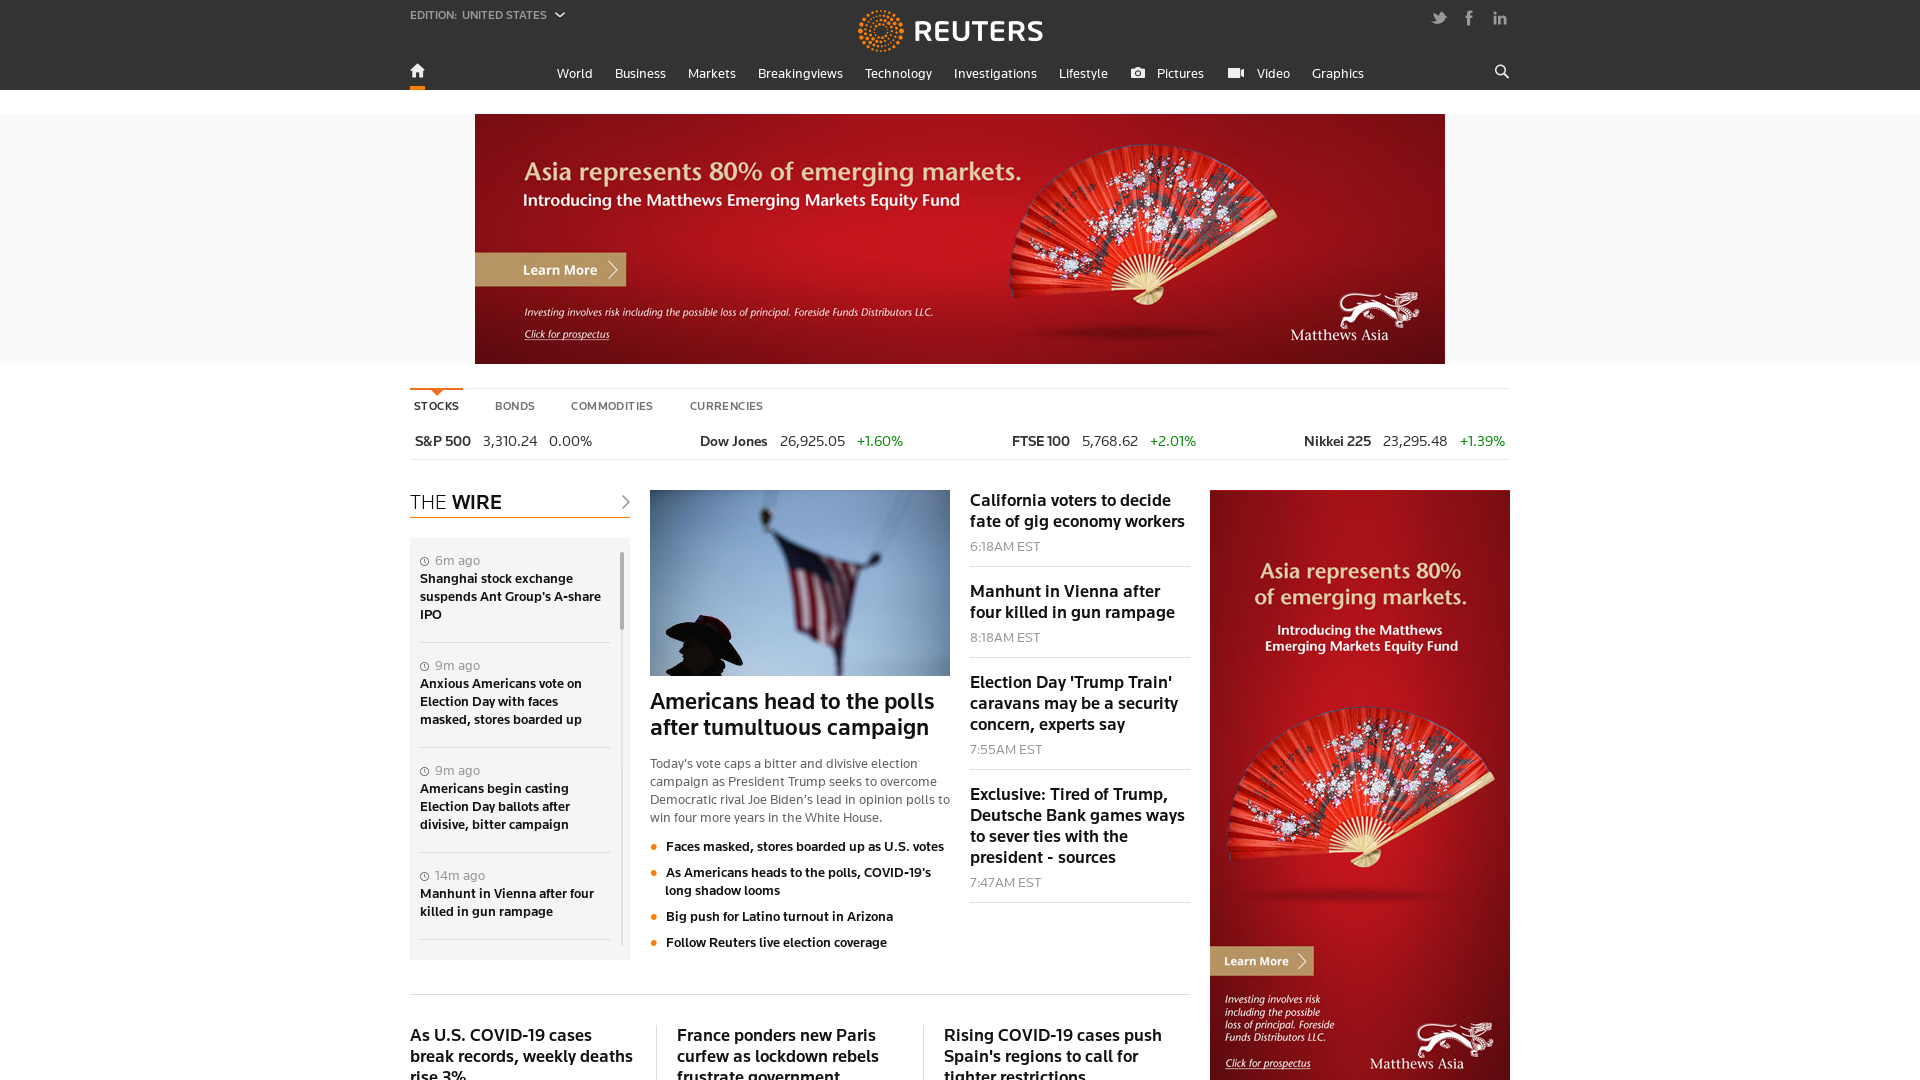 EDITION: UNITED STATES
REUTERS
World Business Markets Breakingviews Technology Investigations Lifestyle Pictures Video Graphics
Asia represents 80% of emerging markets.
Introducing the Matthews Emerging Markets Equity Fund
Learn More
Investing involves risk including the possible loss of principal. Foreside Funds Distributors LLC.
Click for prospectus
Matthews Asia
STOCKS BONDS COMMODITIES CURRENCIES
S&P 500 3,310.24 0.00% Dow Jones 26,925.05 +1.60% FTSE 100 5,768.62 +2.01% Nikkei 225 23,295.48 +1.39%
THE WIRE
6m ago
Shanghai stock exchange
suspends Ant Group's A-share
IPO
9m ago
Anxious Americans vote on
Election Day with faces
masked, stores boarded up
9m ago
Americans begin casting
Election Day ballots after
divisive, bitter campaign
14m ago
Manhunt in Vienna after four
killed in gun rampage
Americans head to the polls
after tumultuous campaign
Today's vote caps a bitter and divisive election
campaign as President Trump seeks to overcome
Democratic rival Joe Biden’s lead in opinion polls to
win four more years in the White House.
Faces masked, stores boarded up as U.S. votes
As Americans heads to the polls, COVID-19's
long shadow looms
Big push for Latino turnout in Arizona
Follow Reuters live election coverage
California voters to decide
fate of gig economy workers
6:18AM EST
Manhunt in Vienna after
four killed in gun rampage
8:18AM EST
Election Day 'Trump Train'
caravans may be a security
concern, experts say
7:55AM EST
Exclusive: Tired of Trump,
Deutsche Bank games ways
to sever ties with the
president - sources
7:47AM EST
Asia represents 80%
of emerging markets.
Introducing the Matthews
Emerging Markets Equity Fund
Learn More
Investing involves risk
including the possible
loss of principal. Foreside
Funds Distributors LLC.
Click for prospectus
Matthews Asia
As U.S. COVID-19 cases
break records, weekly deaths
rise 3%
France ponders new Paris
curfew as lockdown rebels
frustrate government
Rising COVID-19 cases push
Spain's regions to call for
tighter restrictions